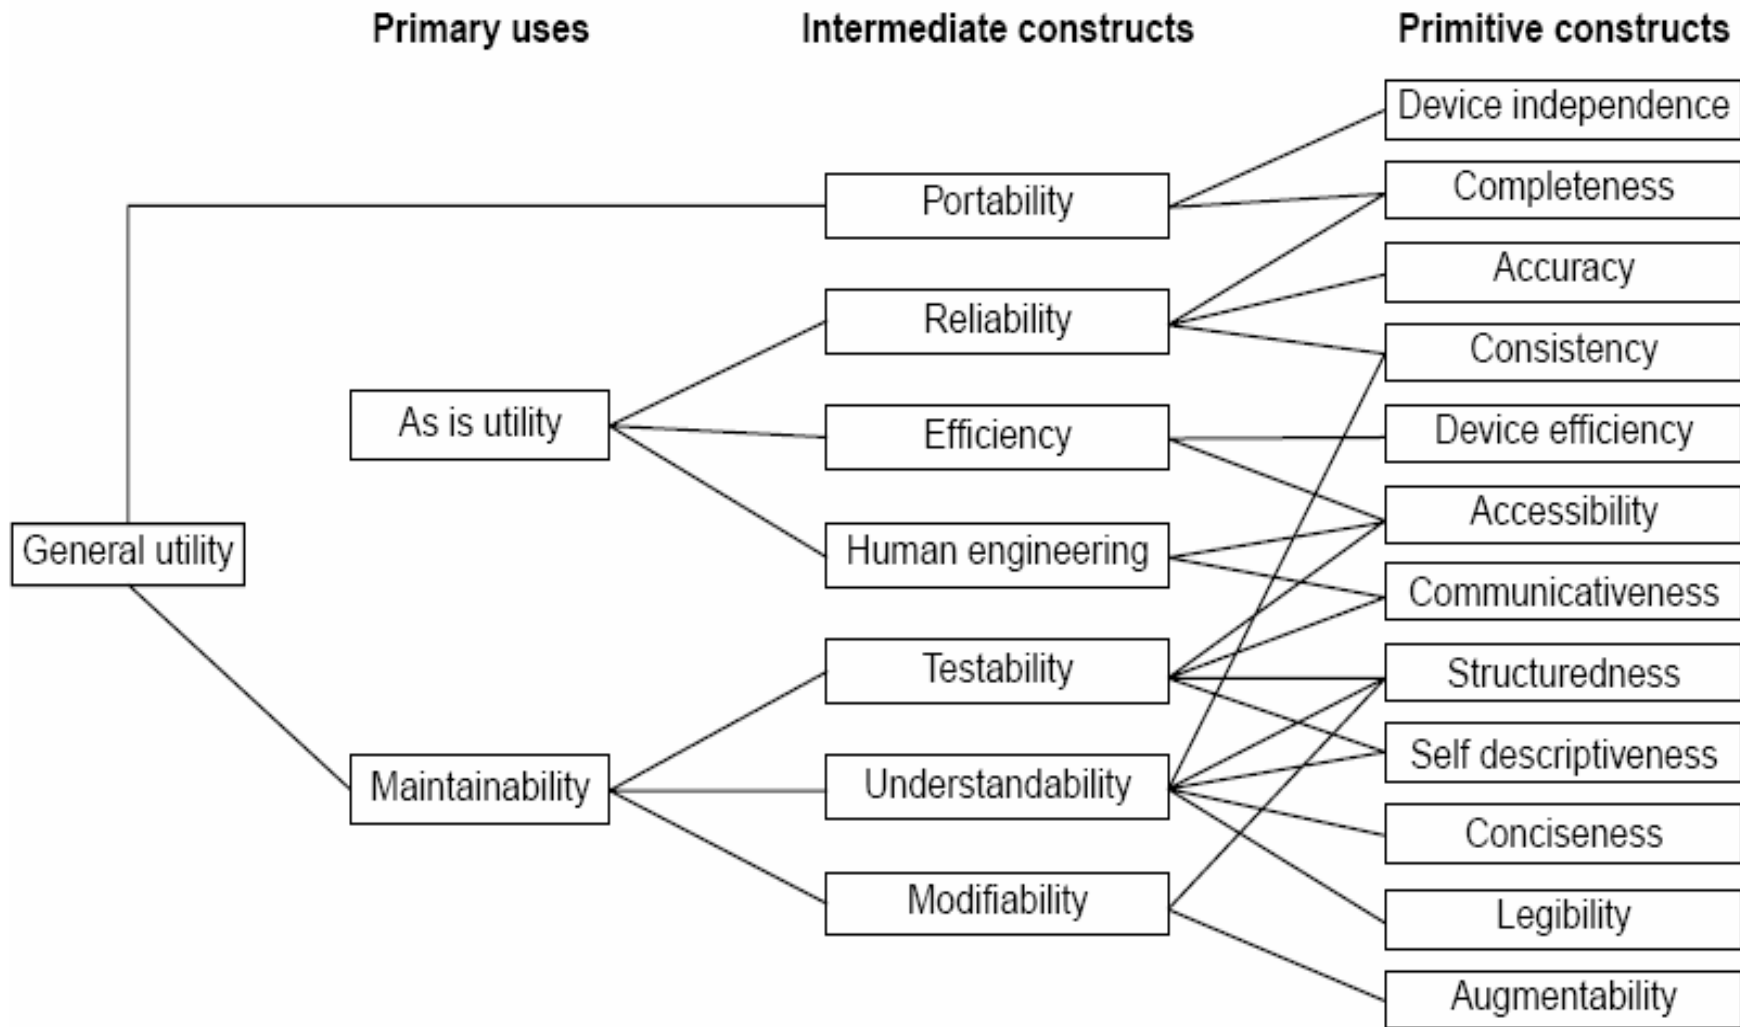 Primary uses
Intermediate constructs
Primitive constructs
Device independence
Completeness
Portability
Accuracy
Reliability
Consistency
As is utility
Efficiency
Device efficiency
Accessibility
General utility
Human engineering
Communicativeness
Testability
Structuredness
Self descriptiveness
Maintainability
Understandability
Conciseness
Modifiability
Legibility
Augmentability